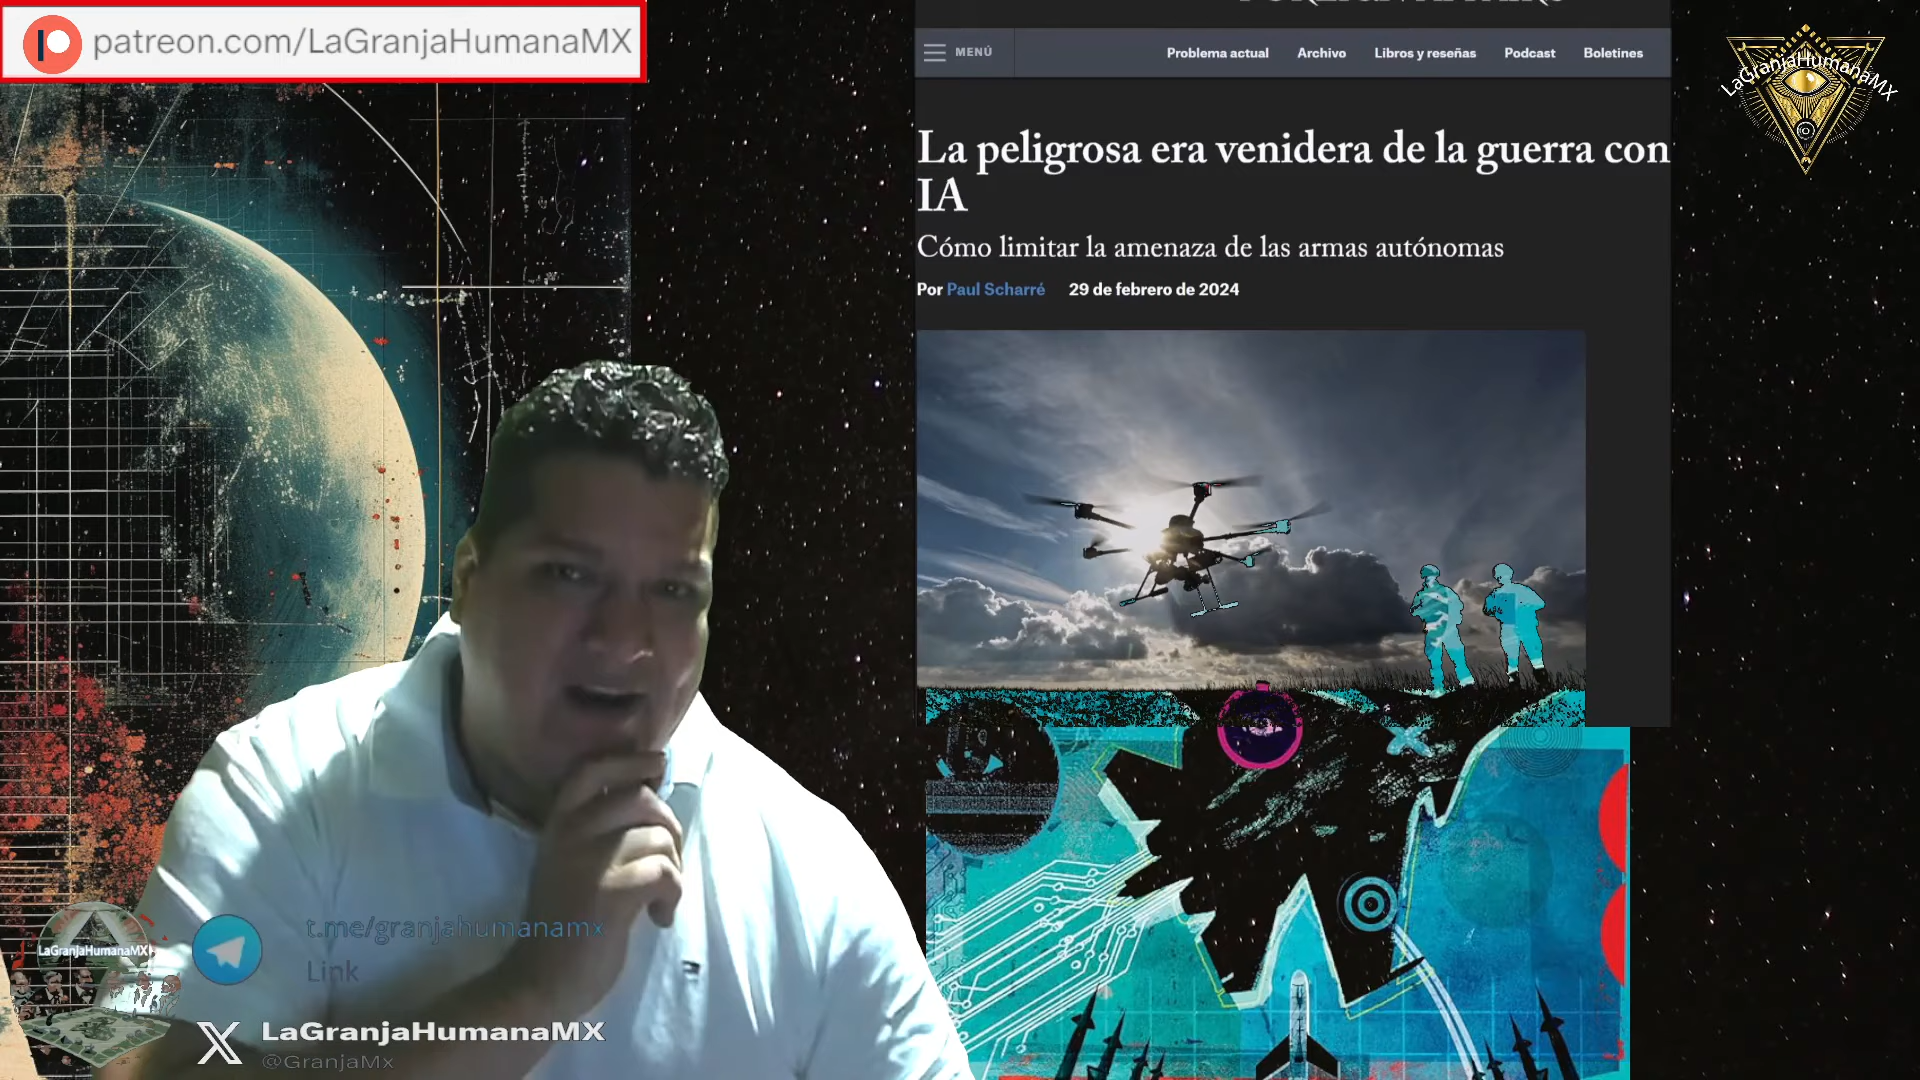 patreon.com/LaGranjaHumanaMX
MENÚ
Problema actual
Archivo
Libros y reseñas
Podcast
Boletines
LaGranjaHumanaMX
La peligrosa era venidera de la guerra con
IA
Cómo limitar la amenaza de las armas autónomas
Por Paul Scharré 29 de febrero de 2024
LaGranjaHumanaMX
t.me/granjahumanamx
Link
LaGranjaHumanaMX
@GranjaMx